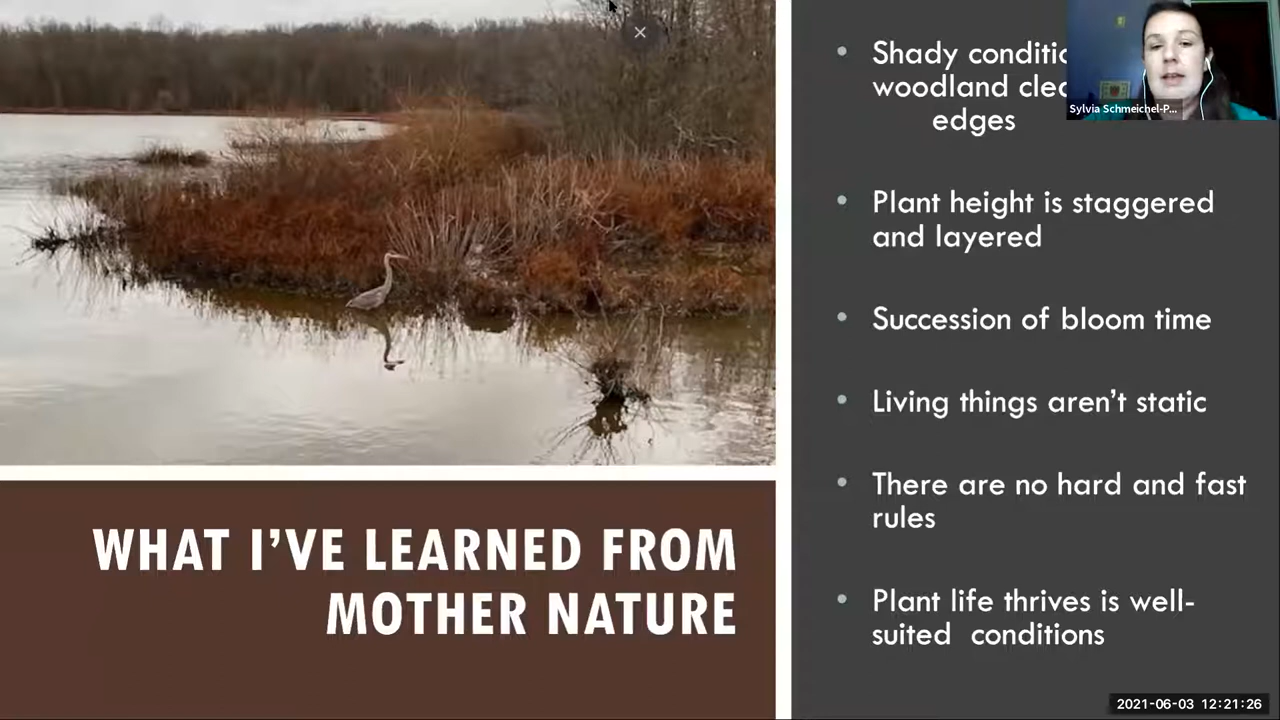 WHAT I'VE LEARNED FROM
MOTHER NATURE
Shady
woodland
edges
Plant height is staggered
and layered
Succession of bloom time
Living things aren't static
There are no hard and fast
rules
Plant life thrives is well-
suited conditions
Sylvia Schmeichel-P...
2021-06-03 12:21:26